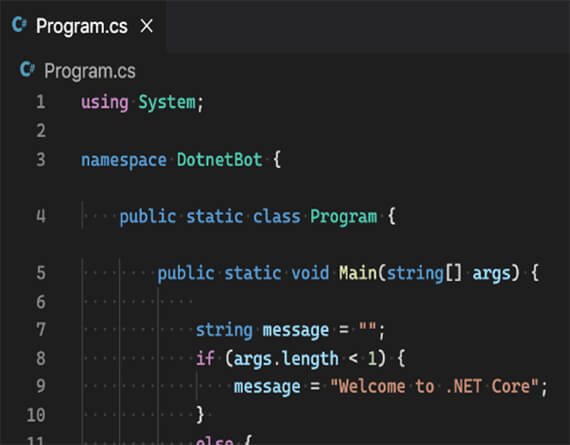 Program.cs
Program.cs
1 using System;
2
3 namespace DotnetBot {
4 public static class Program {
5 public static void Main(string[] args) {
6
7 string message = "";
8 if (args.length < 1) {
9 message = "Welcome to .NET Core";
10 }
11 else {